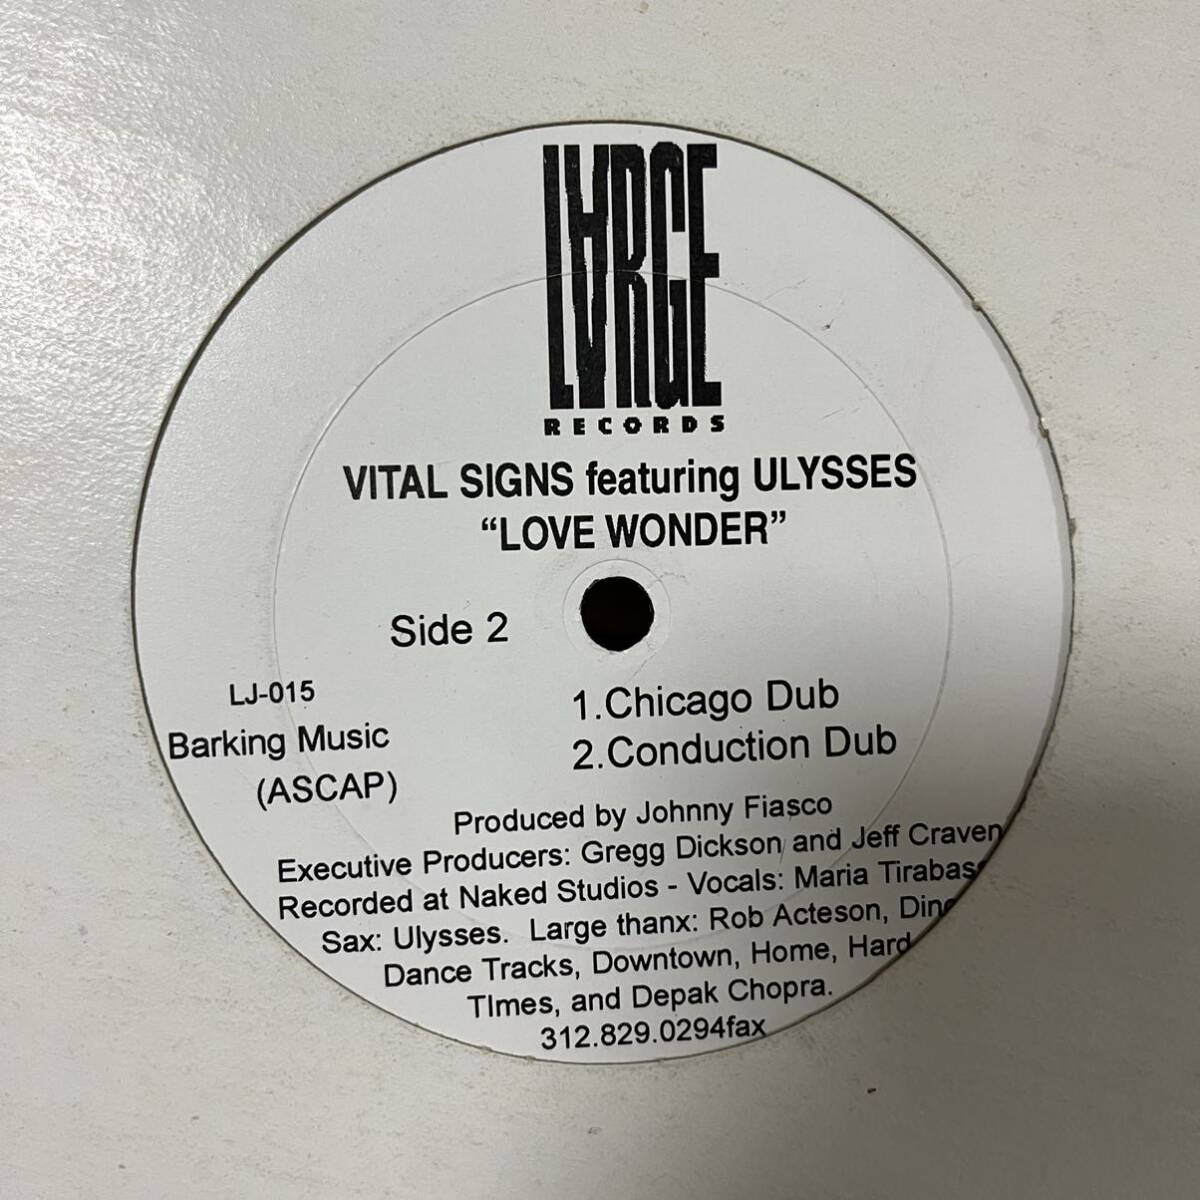 LARGE
RECORDS
VITAL SIGNS featuring ULYSSES
“LOVE WONDER”
Side 2
LJ-015
Barking Music
(ASCAP)
1.Chicago Dub
2.Conduction Dub
Produced by Johnny Fiasco
Executive Producers: Gregg Dickson and Jeff Craven
Recorded at Naked Studios - Vocals: Maria
Sax: Ulysses. Large thanx: Rob Acteson,
Dance Tracks, Downtown, Home, Hard
TImes, and Depak Chopra.
312.829.0294fax